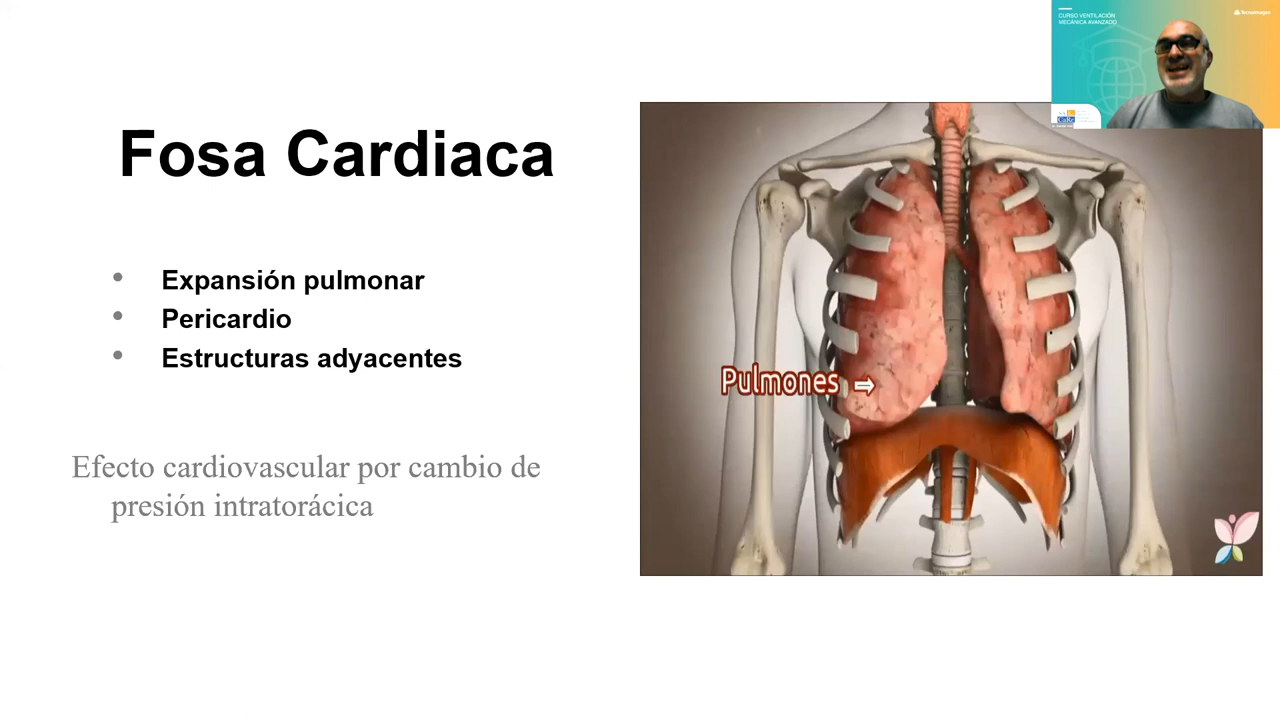 Fosa Cardiaca
• Expansión pulmonar
• Pericardio
• Estructuras adyacentes
Efecto cardiovascular por cambio de
presión intratorácica
Pulmones ⇨
CURSO VENTILACIÓN
MECÁNICA AVANZADO